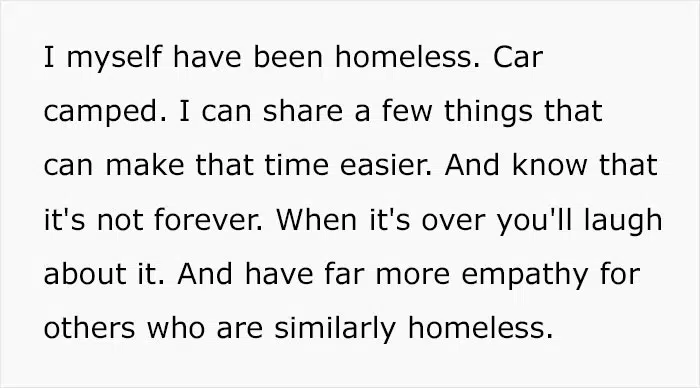 I myself have been homeless. Car
camped. I can share a few things that
can make that time easier. And know that
it's not forever. When it's over you'll laugh
about it. And have far more empathy for
others who are similarly homeless.